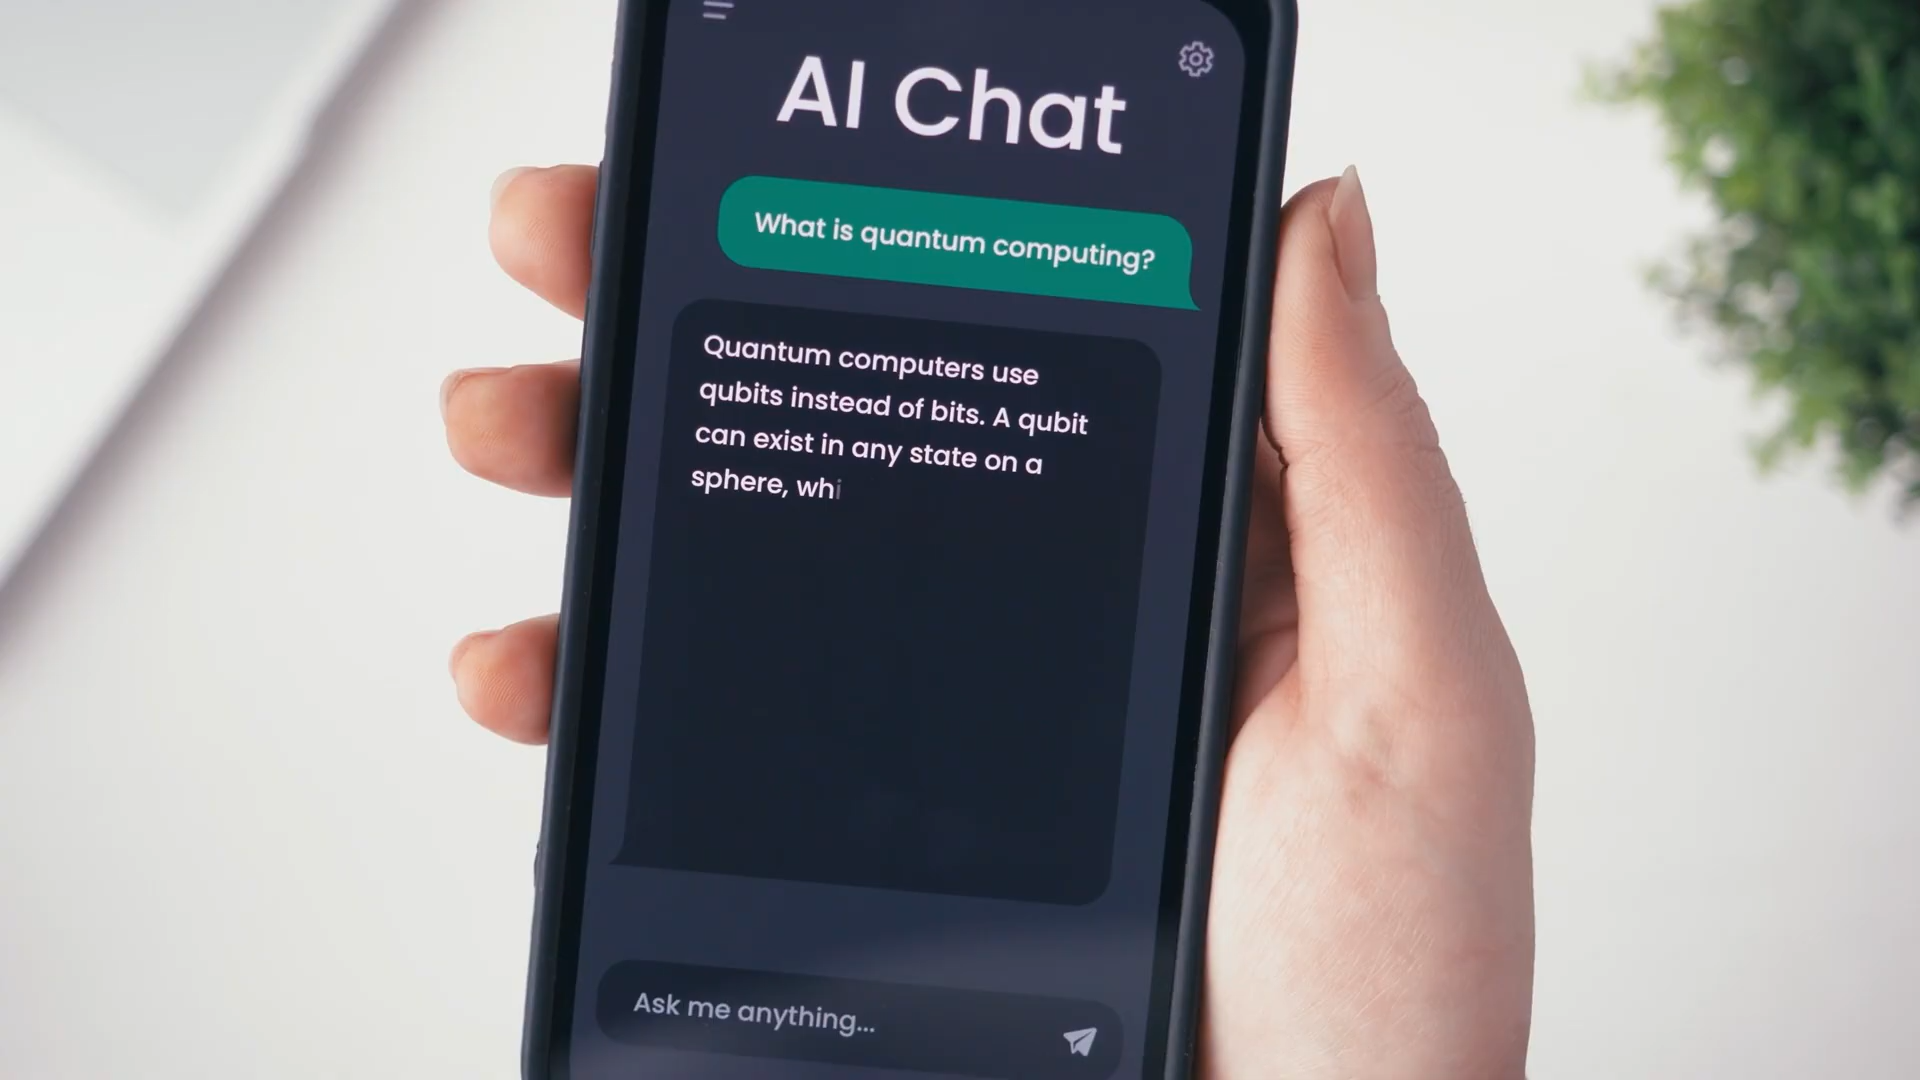 AI Chat
What is quantum computing?
Quantum computers use
qubits instead of bits. A qubit
can exist in any state on a
sphere, whi
Ask me anything...